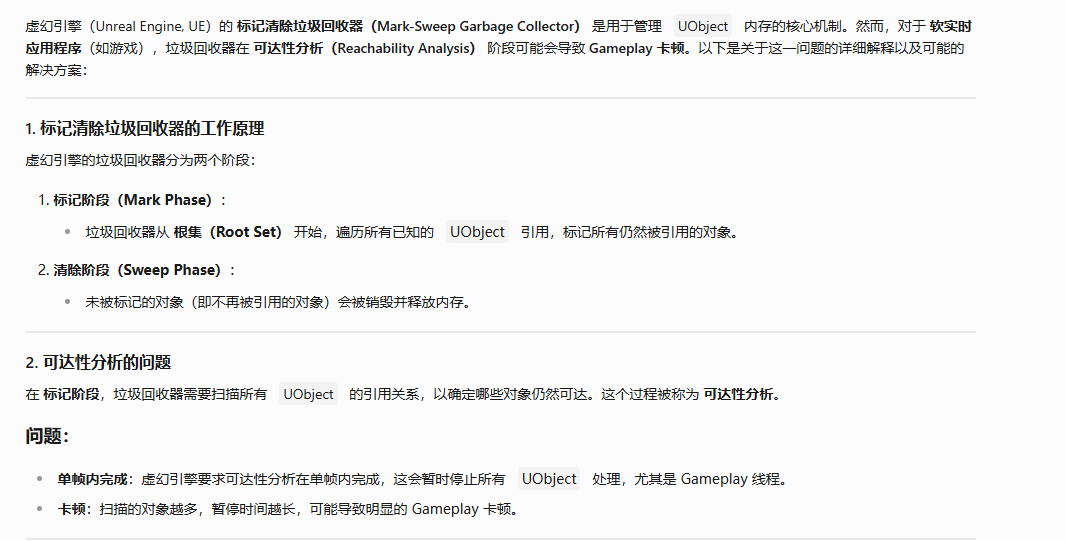 虚幻引擎（Unreal Engine, UE）的 标记清除垃圾回收器（Mark-Sweep Garbage Collector） 是用于管理 UObject 内存的核心机制。然而，对于 软实时
应用程序（如游戏），垃圾回收器在 可达性分析（Reachability Analysis） 阶段可能会导致 Gameplay 卡顿。以下是关于这一问题的详细解释以及可能的
解决方案：
1. 标记清除垃圾回收器的工作原理
虚幻引擎的垃圾回收器分为两个阶段：
1. 标记阶段（Mark Phase）：
• 垃圾回收器从 根集（Root Set） 开始，遍历所有已知的 UObject 引用，标记所有仍然被引用的对象。
2. 清除阶段（Sweep Phase）：
• 未被标记的对象（即不再被引用的对象）会被销毁并释放内存。
2. 可达性分析的问题
在 标记阶段，垃圾回收器需要扫描所有 UObject 的引用关系，以确定哪些对象仍然可达。这个过程被称为 可达性分析。
问题：
• 单帧内完成：虚幻引擎要求可达性分析在单帧内完成，这会暂时停止所有 UObject 处理，尤其是 Gameplay 线程。
• 卡顿：扫描的对象越多，暂停时间越长，可能导致明显的 Gameplay 卡顿。